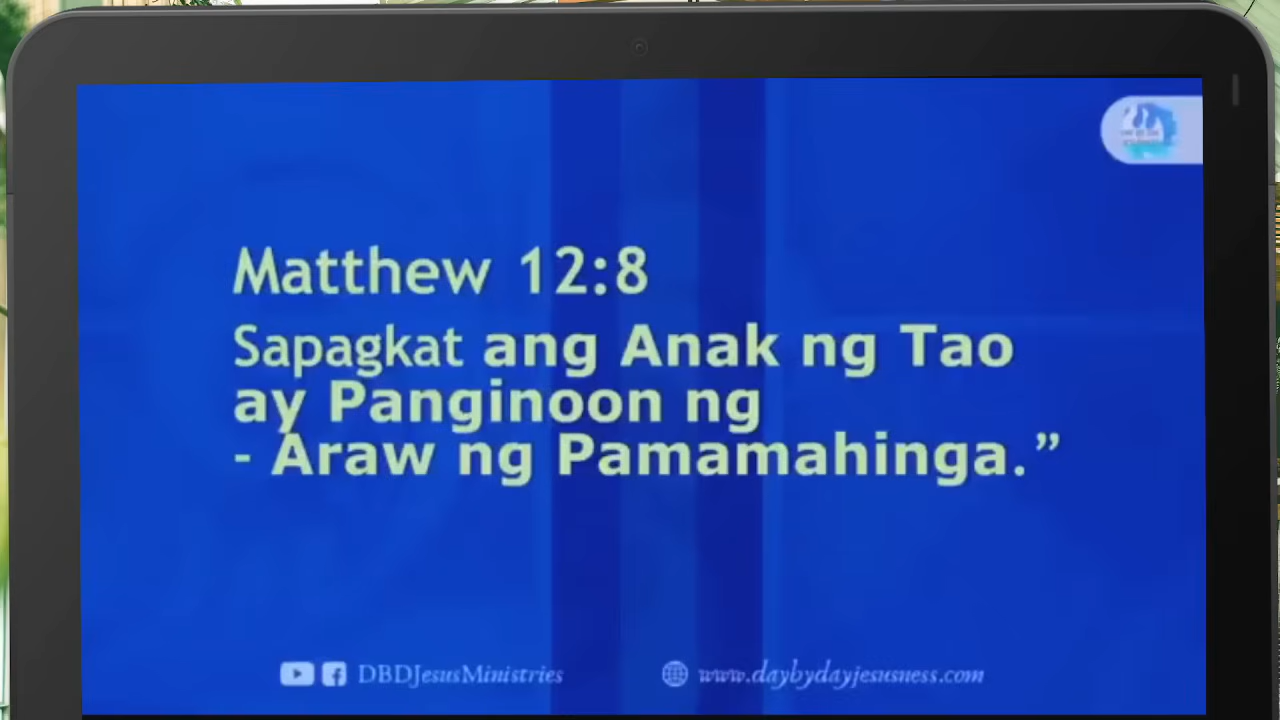 Matthew 12:8
Sapagkat ang Anak ng Tao
ay Panginoon ng
- Araw ng Pamamahinga.”
DBDJesusMinistries
www.daybydayjesusness.com